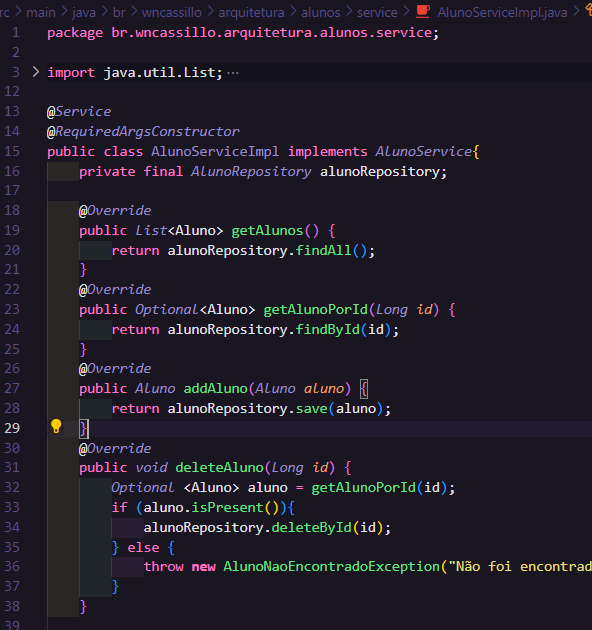 rc > main > java > br > wncassillo > arquitetura > alunos > service > AlunoServiceImpl.java >
1 package br.wncassillo.arquitetura.alunos.service;
2
3 > import java.util.List; ...
12
13 @Service
14 @RequiredArgsConstructor
15 public class AlunoServiceImpl implements AlunoService{
16     private final AlunoRepository alunoRepository;
17
18     @Override
19     public List<Aluno> getAlunos() {
20         return alunoRepository.findAll();
21     }
22     @Override
23     public Optional<Aluno> getAlunoPorId(Long id) {
24         return alunoRepository.findById(id);
25     }
26     @Override
27     public Aluno addAluno(Aluno aluno) {
28         return alunoRepository.save(aluno);
29     }
30     @Override
31     public void deleteAluno(Long id) {
32         Optional <Aluno> aluno = getAlunoPorId(id);
33         if (aluno.isPresent()){
34             alunoRepository.deleteById(id);
35         } else {
36             throw new AlunoNaoEncontradoException("Não foi encontrad
37         }
38     }
39